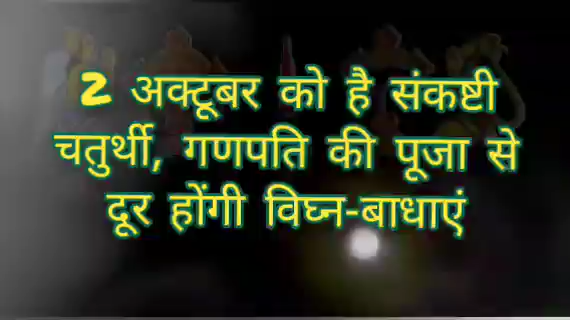 2 अक्टूबर को है संकष्टी
चतुर्थी, गणपति की पूजा से
दूर होंगी विघ्न-बाधाएं